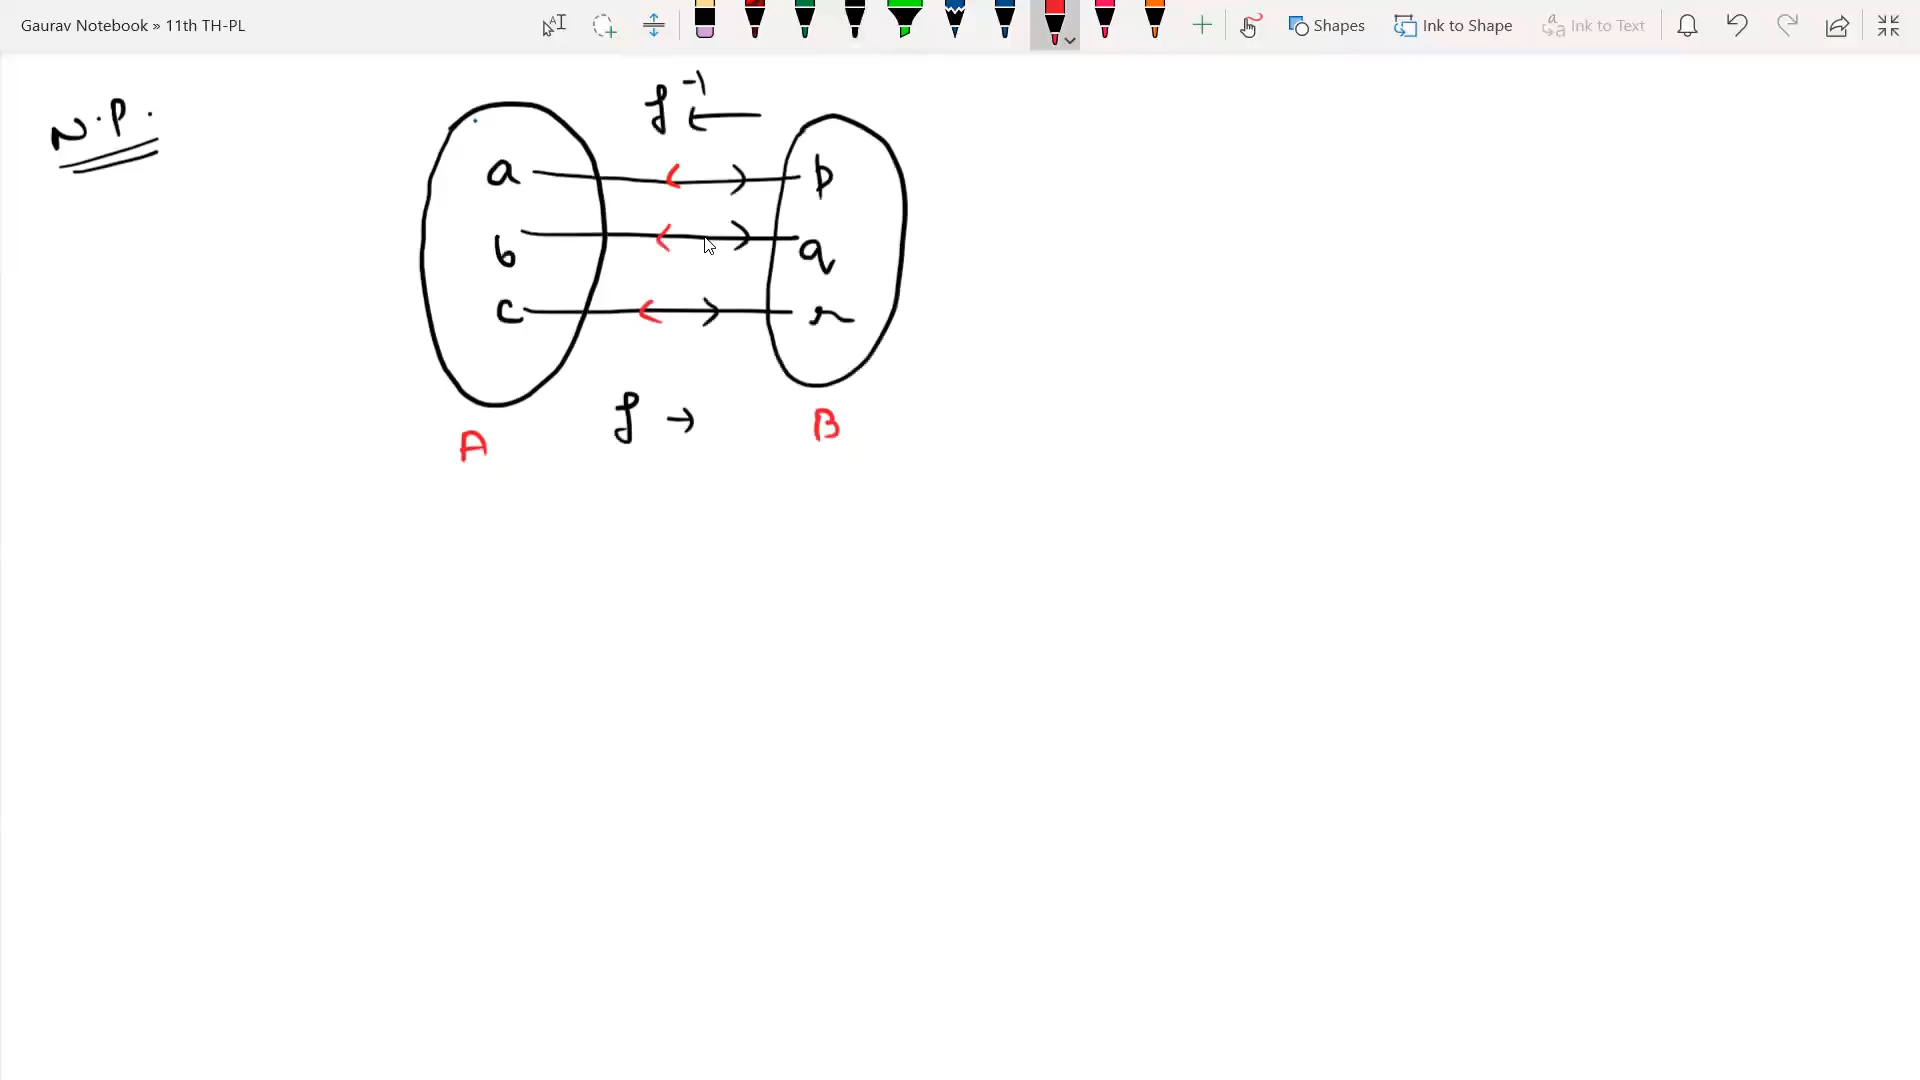 Gaurav Notebook » 11th TH-PL
Shapes
Ink to Shape
Ink to Text
N.P.
f⁻¹ ←
a → p
b → q
c → r
f →
A
B